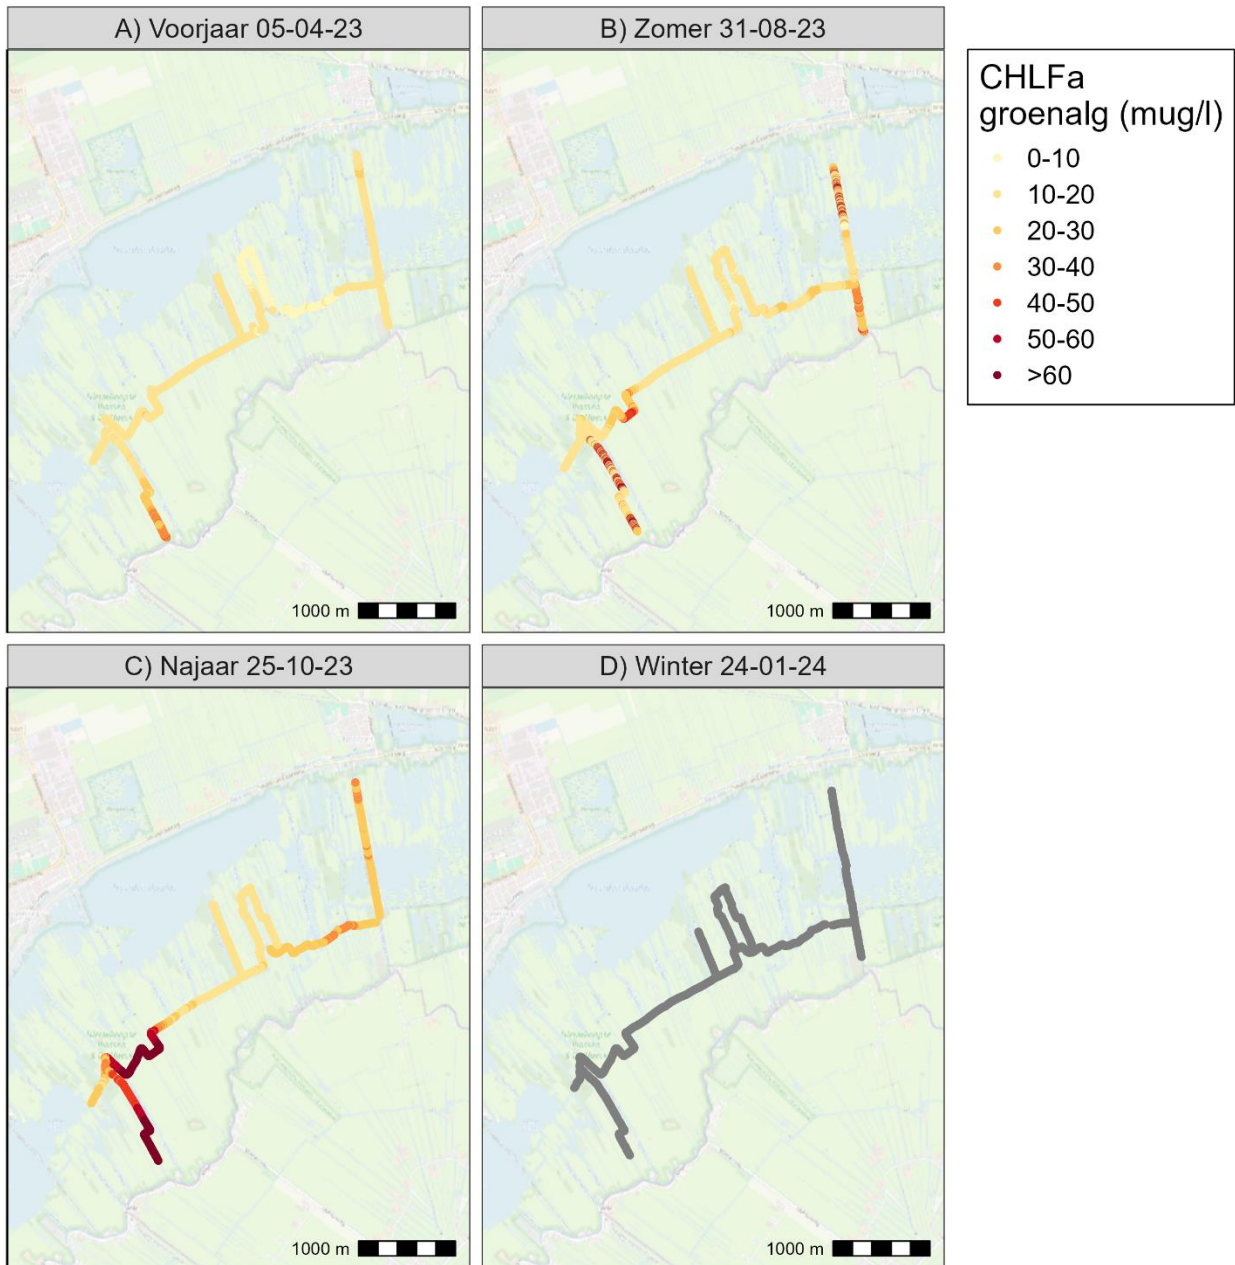 A) Voorjaar 05-04-23
B) Zomer 31-08-23
CHLFa
groenalg (mug/l)
0-10
10-20
20-30
30-40
40-50
50-60
>60
1000 m
1000 m
C) Najaar 25-10-23
D) Winter 24-01-24
1000 m
1000 m